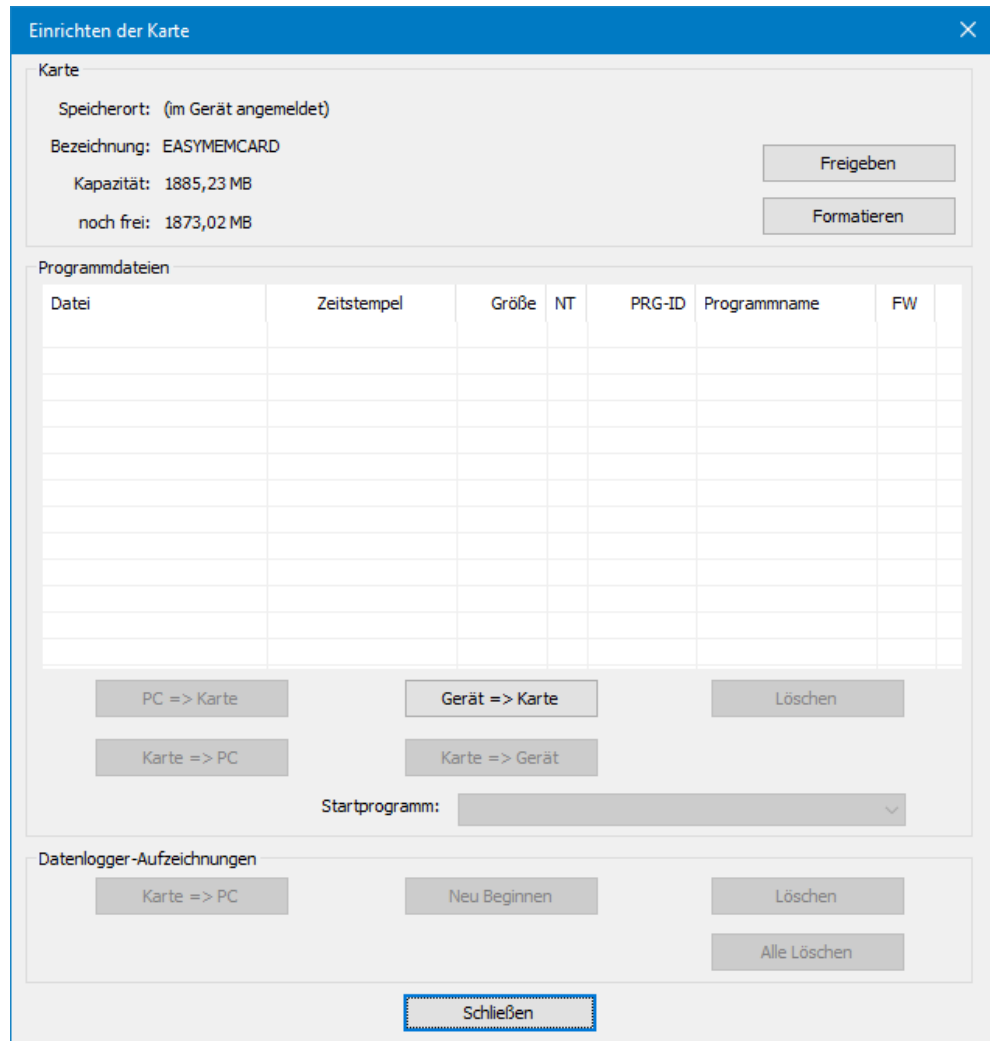 Einrichten der Karte
Karte
Speicherort: (im Gerät angemeldet)
Bezeichnung: EASYMEMCARD
Freigeben
Kapazität: 1885,23 MB
Formatieren
noch frei: 1873,02 MB
Programmdateien
Datei Zeitstempel Größe NT PRG-ID Programmname FW
PC => Karte Gerät => Karte Löschen
Karte => PC Karte => Gerät
Startprogramm:
Datenlogger-Aufzeichnungen
Karte => PC Neu Beginnen Löschen
Alle Löschen
Schließen